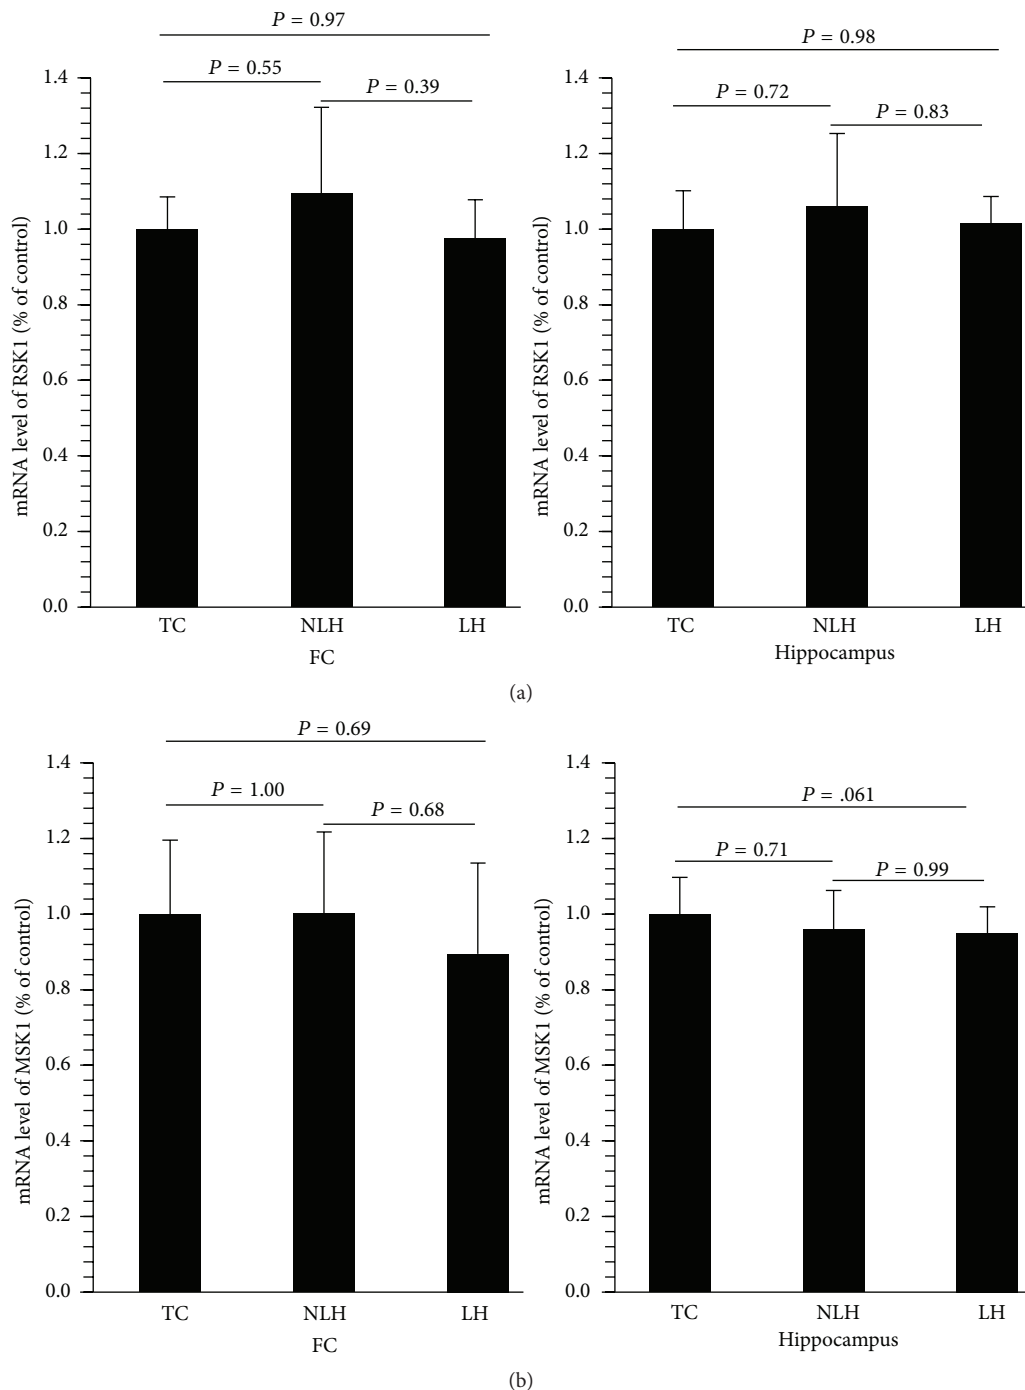 P = 0.97
P = 0.55
P = 0.39
1.4
1.2
1.0
0.8
0.6
0.4
0.2
0.0
mRNA level of RSK1 (% of control)
TC NLH LH
FC
P = 0.98
P = 0.72
P = 0.83
1.4
1.2
1.0
0.8
0.6
0.4
0.2
0.0
mRNA level of RSK1 (% of control)
TC NLH LH
Hippocampus
(a)
P = 0.69
P = 1.00
P = 0.68
1.4
1.2
1.0
0.8
0.6
0.4
0.2
0.0
mRNA level of MSK1 (% of control)
TC NLH LH
FC
P = .061
P = 0.71
P = 0.99
1.4
1.2
1.0
0.8
0.6
0.4
0.2
0.0
mRNA level of MSK1 (% of control)
TC NLH LH
Hippocampus
(b)